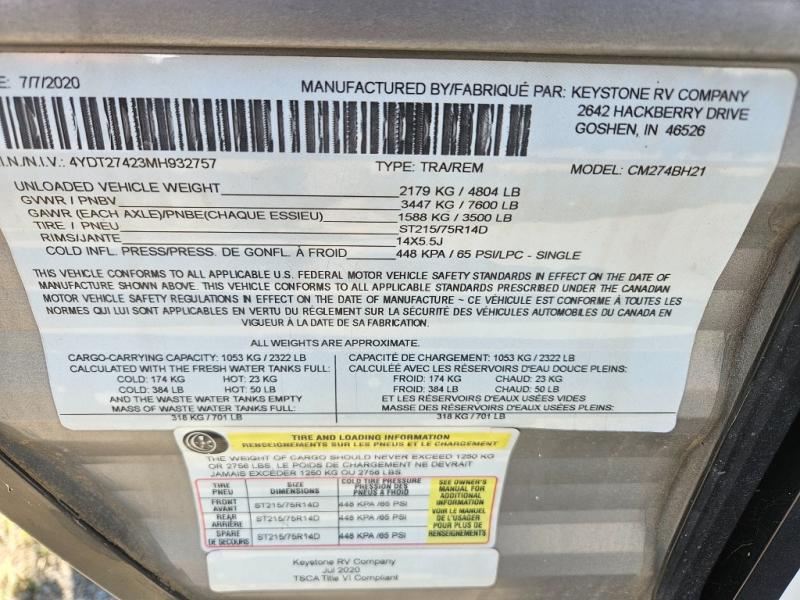 E: 7/7/2020
MANUFACTURED BY/FABRIQUÉ PAR: KEYSTONE RV COMPANY
2642 HACKBERRY DRIVE
GOSHEN, IN 46526
I.N./N.I.V.: 4YDT27423MH932757 TYPE: TRA/REM MODEL: CM274BH21
UNLOADED VEHICLE WEIGHT 2179 KG / 4804 LB
GVWR / PNBV 3447 KG / 7600 LB
GAWR (EACH AXLE)/PNBE(CHAQUE ESSIEU) 1588 KG / 3500 LB
TIRE / PNEU ST215/75R14D
RIMS/JANTE 14X5.5J
COLD INFL. PRESS/PRESS. DE GONFL. À FROID 448 KPA / 65 PSI/LPC - SINGLE
THIS VEHICLE CONFORMS TO ALL APPLICABLE U.S. FEDERAL MOTOR VEHICLE SAFETY STANDARDS IN EFFECT ON THE DATE OF
MANUFACTURE SHOWN ABOVE. THIS VEHICLE CONFORMS TO ALL APPLICABLE STANDARDS PRESCRIBED UNDER THE CANADIAN
MOTOR VEHICLE SAFETY REGULATIONS IN EFFECT ON THE DATE OF MANUFACTURE ~ CE VÉHICULE EST CONFORME À TOUTES LES
NORMES QUI LUI SONT APPLICABLES EN VERTU DU RÈGLEMENT SUR LA SÉCURITÉ DES VÉHICULES AUTOMOBILES DU CANADA EN
VIGUEUR À LA DATE DE SA FABRICATION.
ALL WEIGHTS ARE APPROXIMATE.
CARGO-CARRYING CAPACITY: 1053 KG / 2322 LB
CALCULATED WITH THE FRESH WATER TANKS FULL:
COLD: 174 KG HOT: 23 KG
COLD: 384 LB HOT: 50 LB
AND THE WASTE WATER TANKS EMPTY
MASS OF WASTE WATER TANKS FULL:
318 KG / 701 LB
CAPACITÉ DE CHARGEMENT: 1053 KG / 2322 LB
CALCULÉE AVEC LES RÉSERVOIRS D'EAU DOUCE PLEINS:
FROID: 174 KG CHAUD: 23 KG
FROID: 384 LB CHAUD: 50 LB
ET LES RÉSERVOIRS D'EAUX USÉES VIDES
MASSE DES RÉSERVOIRS D'EAUX USÉES PLEINS:
318 KG / 701 LB
TIRE AND LOADING INFORMATION
RENSEIGNEMENTS SUR LES PNEUS ET LE CHARGEMENT
THE WEIGHT OF CARGO SHOULD NEVER EXCEED 1250 KG
OR 2756 LBS. LE POIDS DE CHARGEMENT NE DEVRAIT
JAMAIS EXCÉDER 1250 KG OU 2756 LBS.
TIRE SIZE COLD TIRE PRESSURE
PNEU DIMENSIONS PRESSION DES
PNEUS À FROID
FRONT
AVANT ST215/75R14D 448 KPA /65 PSI
REAR
ARRIÈRE ST215/75R14D 448 KPA /65 PSI
SPARE
DE SECOURS ST215/75R14D 448 KPA /65 PSI
SEE OWNER'S
MANUAL FOR
ADDITIONAL
INFORMATION
VOIR LE MANUEL
DE L'USAGER
POUR PLUS DE
RENSEIGNEMENTS
Keystone RV Company
Jul 2020
TSCA Title VI Compliant